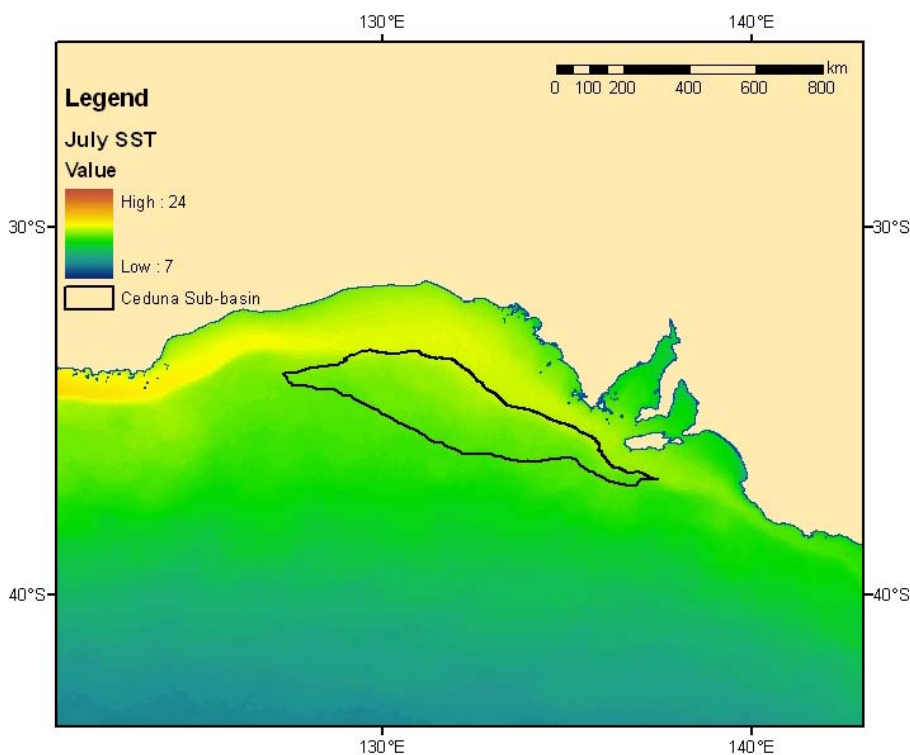 130°E 140°E
km
0 100 200 400 600 800
Legend
July SST
Value
High : 24
30°S 30°S
Low : 7
Ceduna Sub-basin
40°S 40°S
130°E 140°E